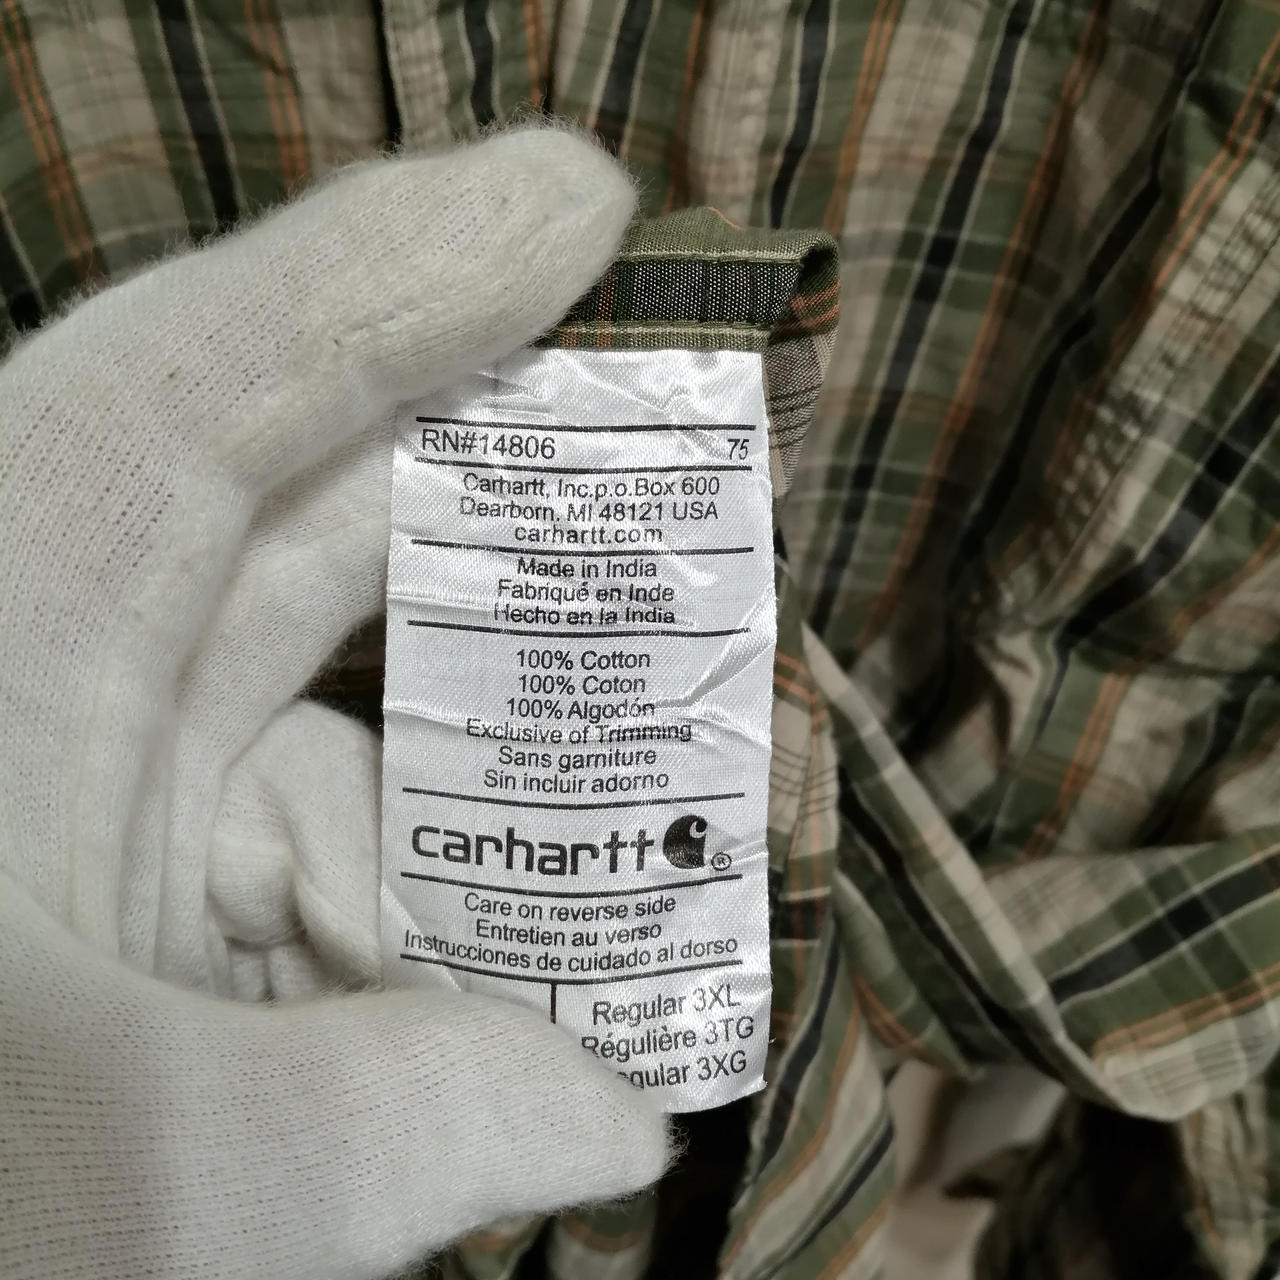 RN#14806 75
Carhartt, Inc.p.o.Box 600
Dearborn, MI 48121 USA
carhartt.com
Made in India
Fabriqué en Inde
Hecho en la India
100% Cotton
100% Coton
100% Algodón
Exclusive of Trimming
Sans garniture
Sin incluir adorno
carhartt ®
Care on reverse side
Entretien au verso
Instrucciones de cuidado al dorso
Regular 3XL
Régulière 3TG
gular 3XG